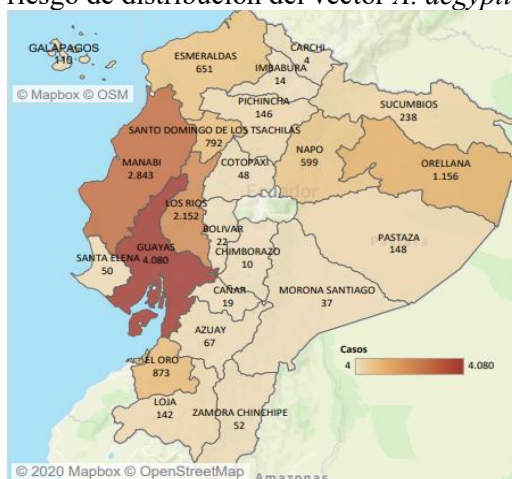 riesgo de distribución del vector A. aegypti
GALAPAGOS
110
© Mapbox © OSM
ESMERALDAS
651
CARCHI
4
IMBABURA
14
PICHINCHA
146
SUCUMBIOS
238
SANTO DOMINGO DE LOS TSACHILAS
792
MANABI
2.843
COTOPAXI
48
NAPO
599
ORELLANA
1.156
Ecuador
LOS RIOS
2.152
BOLIVAR
22
GUAYAS
4.080
SANTA ELENA
50
CHIMBORAZO
10
PASTAZA
148
CAÑAR
19
MORONA SANTIAGO
37
AZUAY
67
Casos
4
4.080
EL ORO
873
LOJA
142
ZAMORA CHINCHIPE
52
© 2020 Mapbox © OpenStreetMap
Amazonas